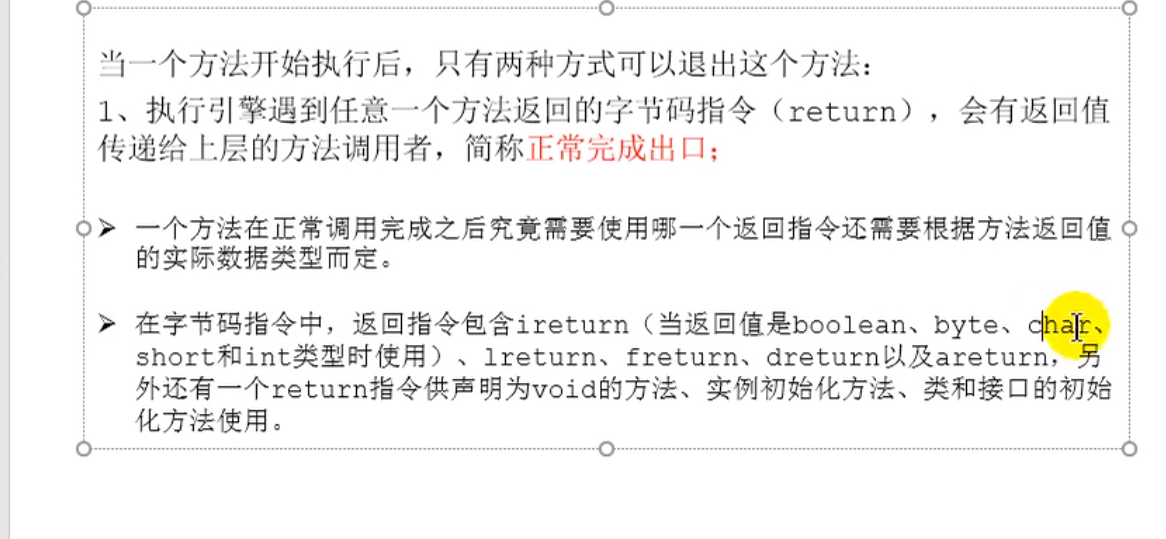 当一个方法开始执行后，只有两种方式可以退出这个方法：
1、执行引擎遇到任意一个方法返回的字节码指令（return），会有返回值
传递给上层的方法调用者，简称正常完成出口；
➢ 一个方法在正常调用完成之后究竟需要使用哪一个返回指令还需要根据方法返回值
的实际数据类型而定。
➢ 在字节码指令中，返回指令包含ireturn（当返回值是boolean、byte、char、
short和int类型时使用）、lreturn、freturn、dreturn以及areturn，另
外还有一个return指令供声明为void的方法、实例初始化方法、类和接口的初始
化方法使用。